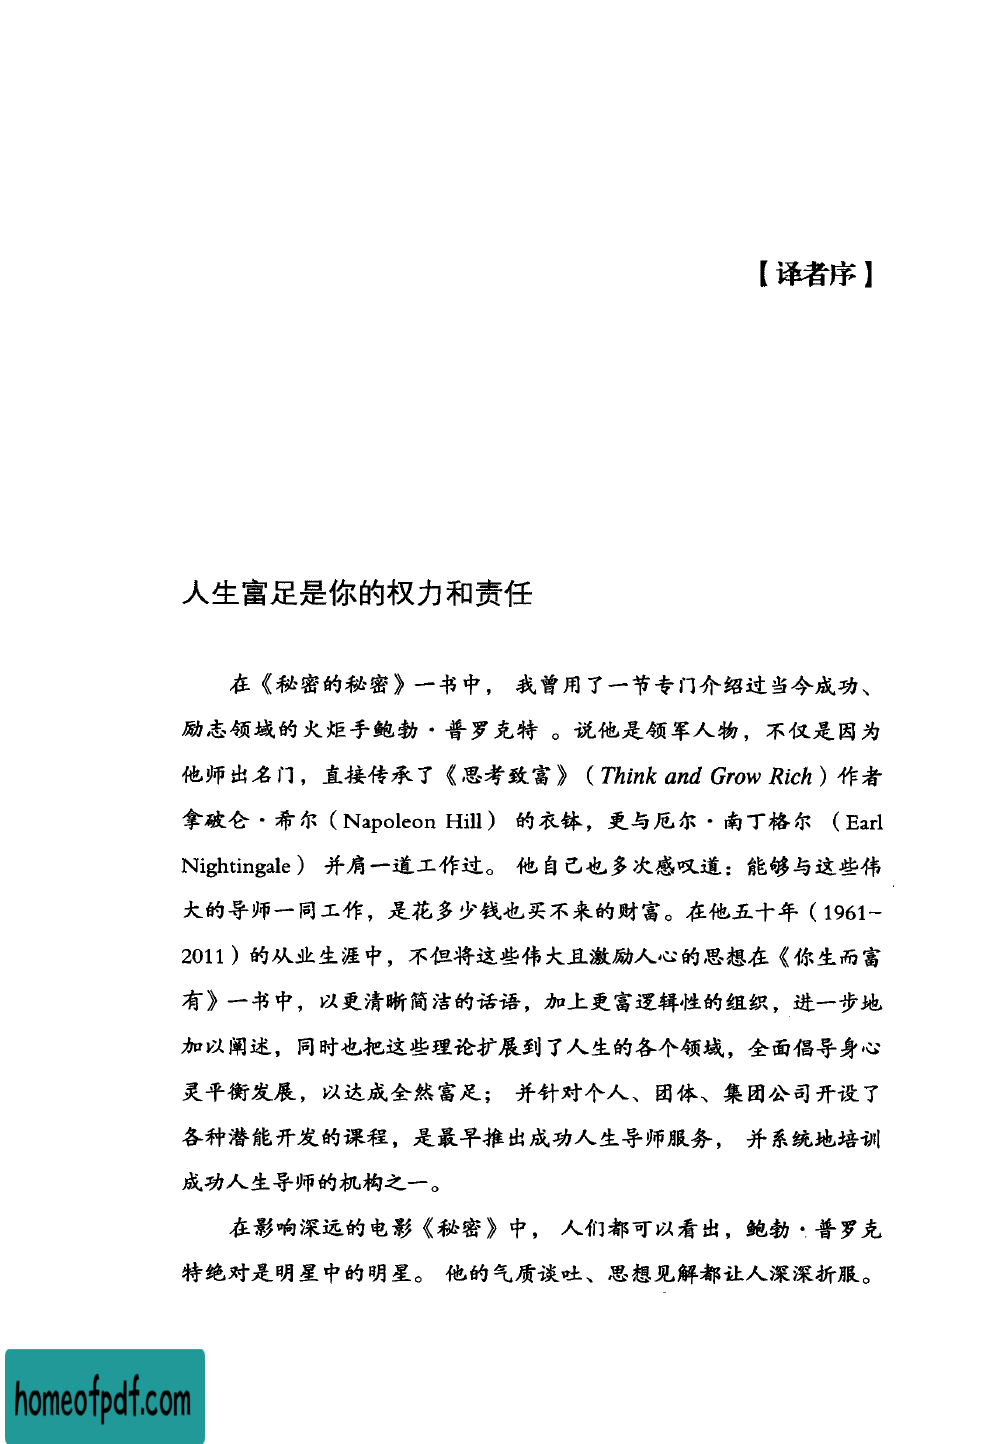 【译者序】
人生富足是你的权力和责任
在《秘密的秘密》一书中，我曾用了一节专门介绍过当今成功、
励志领域的火炬手鲍勃·普罗克特。说他是领军人物，不仅是因为
他师出名门，直接传承了《思考致富》（Think and Grow Rich）作者
拿破仑·希尔（Napoleon Hill）的衣钵，更与厄尔·南丁格尔（Earl
Nightingale）并肩一道工作过。他自己也多次感叹道：能够与这些伟
大的导师一同工作，是花多少钱也买不来的财富。在他五十年（1961-
2011）的从业生涯中，不但将这些伟大且激励人心的思想在《你生而富
有》一书中，以更清晰简洁的话语，加上更富逻辑性的组织，进一步地
加以阐述，同时也把这些理论扩展到了人生的各个领域，全面倡导身心
灵平衡发展，以达成全然富足；并针对个人、团体、集团公司开设了
各种潜能开发的课程，是最早推出成功人生导师服务，并系统地培训
成功人生导师的机构之一。
在影响深远的电影《秘密》中，人们都可以看出，鲍勃·普罗克
特绝对是明星中的明星。他的气质谈吐、思想见解都让人深深折服。
homeofpdf.com